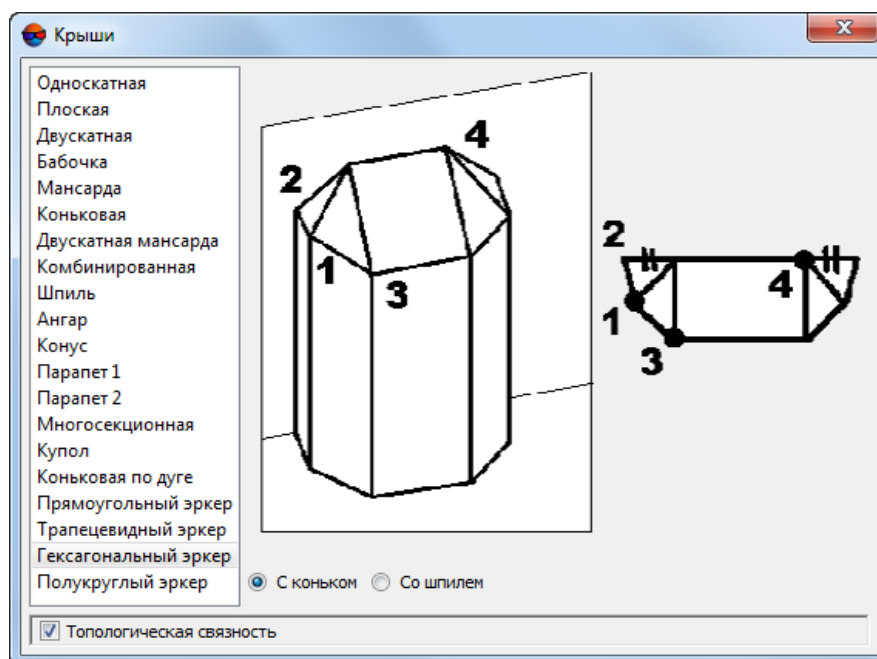 Крыши
Односкатная
Плоская
Двускатная
Бабочка
Мансарда
Коньковая
Двускатная мансарда
Комбинированная
Шпиль
Ангар
Конус
Парапет 1
Парапет 2
Многосекционная
Купол
Коньковая по дуге
Прямоугольный эркер
Трапецевидный эркер
Гексагональный эркер
Полукруглый эркер
4
2
1
3
2
4
1
3
С коньком Со шпилем
Топологическая связность